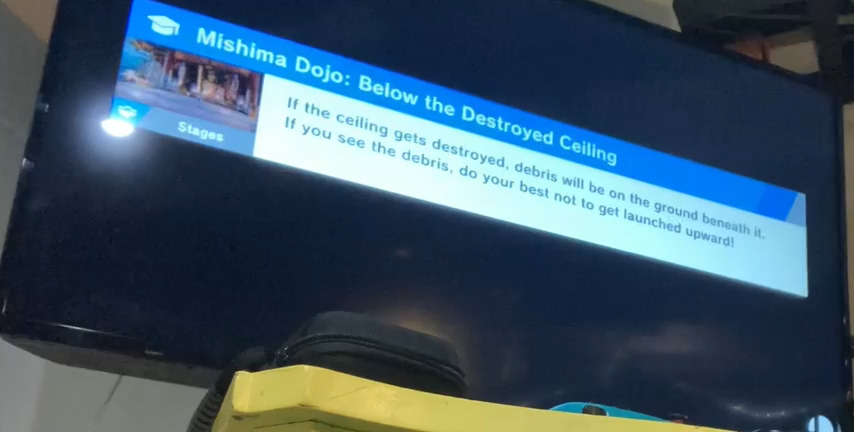 Mishima Dojo: Below the Destroyed Ceiling
If the ceiling gets destroyed, debris will be on the ground beneath it.
If you see the debris, do your best not to get launched upward!
Stages